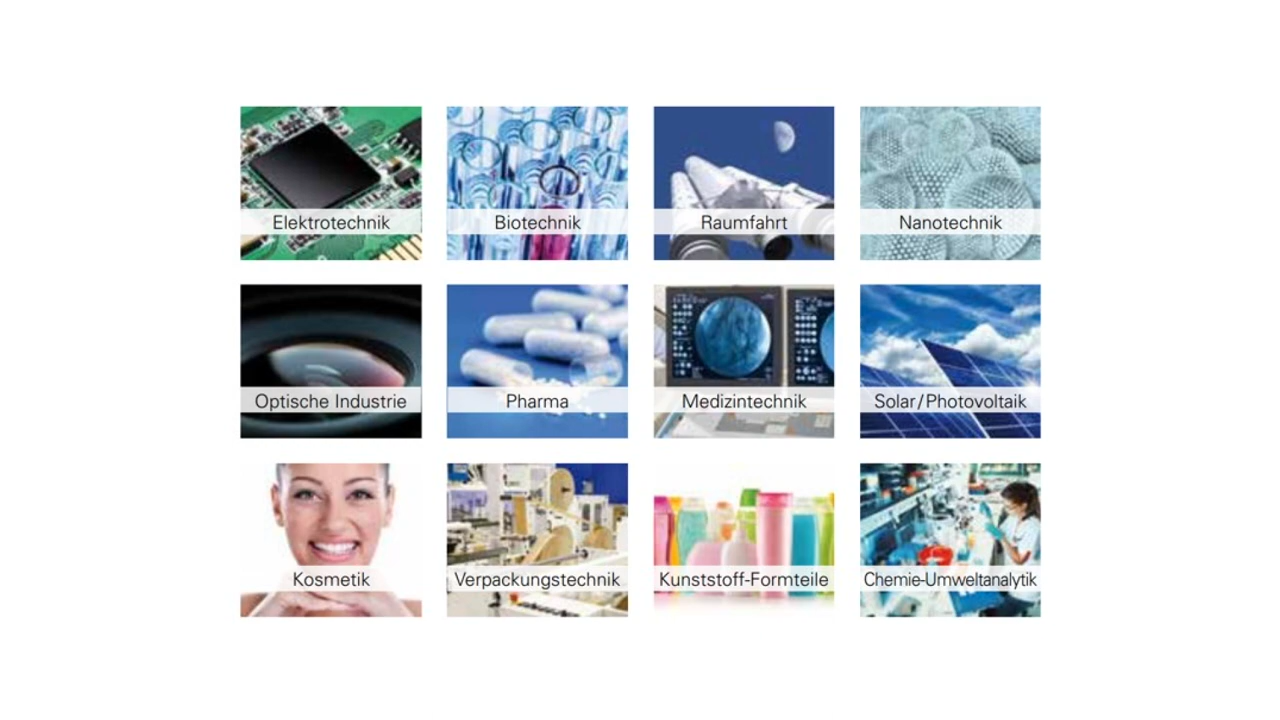 Elektrotechnik
Biotechnik
Raumfahrt
Nanotechnik
Optische Industrie
Pharma
Medizintechnik
Solar/Photovoltaik
Kosmetik
Verpackungstechnik
Kunststoff-Formteile
Chemie-Umweltanalytik